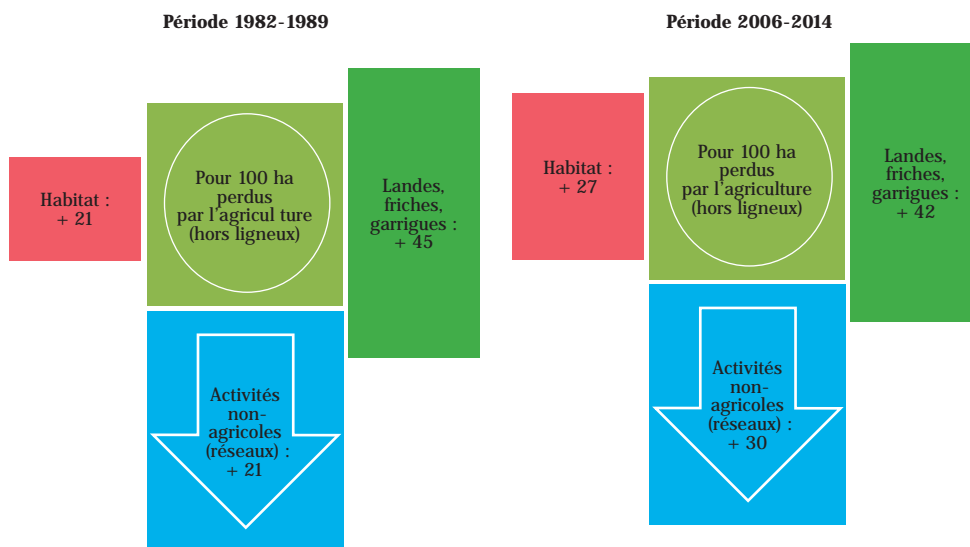 Période 1982-1989
Habitat :
+ 21
Pour 100 ha
perdus
par l'agricul ture
(hors ligneux)
Landes,
friches,
garrigues :
+ 45
Activités
non-
agricoles
(réseaux) :
+ 21
Période 2006-2014
Habitat :
+ 27
Pour 100 ha
perdus
par l'agriculture
(hors ligneux)
Landes,
friches,
garrigues :
+ 42
Activités
non-
agricoles
(réseaux) :
+ 30